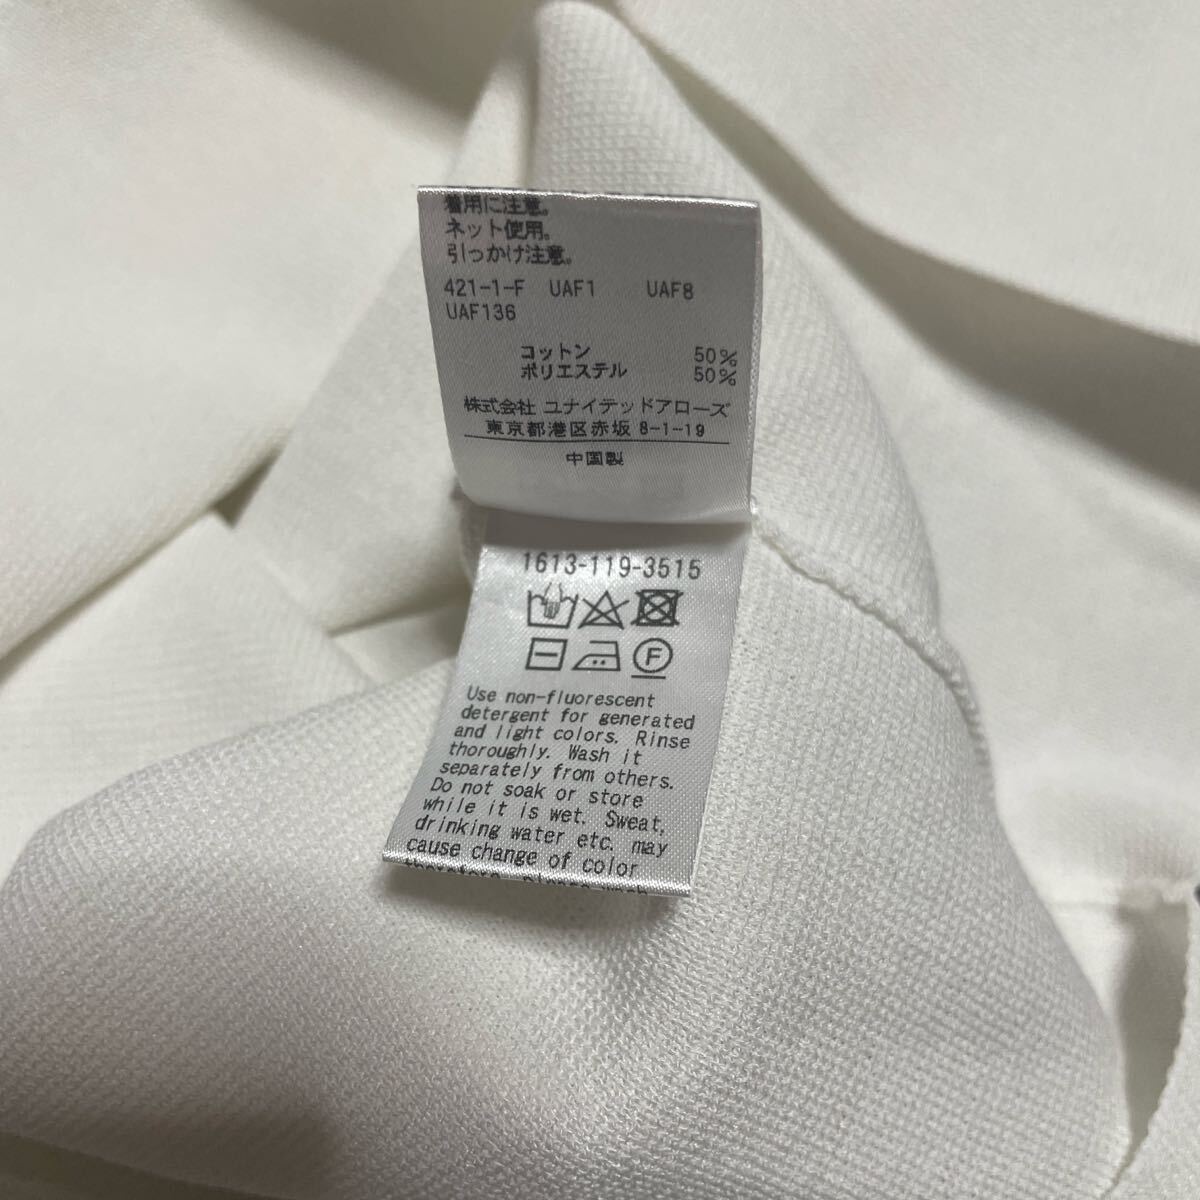 着用に注意。
ネット使用。
引っかけ注意。
421-1-F UAF1 UAF8
UAF136
コットン 50%
ポリエステル 50%
株式会社 ユナイテッドアローズ
東京都港区赤坂 8-1-19
中国製
1613-119-3515
F
Use non-fluorescent
detergent for generated
and light colors. Rinse
thoroughly. Wash it
separately from others.
Do not soak or store
while it is wet. Sweat,
drinking water etc. may
cause change of color